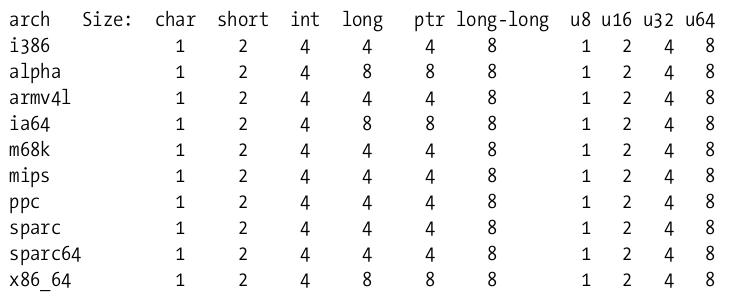 arch   Size:  char  short  int  long   ptr long-long  u8 u16 u32 u64
i386           1     2      4    4      4     8        1   2   4   8
alpha          1     2      4    8      8     8        1   2   4   8
armv4l         1     2      4    4      4     8        1   2   4   8
ia64           1     2      4    8      8     8        1   2   4   8
m68k           1     2      4    4      4     8        1   2   4   8
mips           1     2      4    4      4     8        1   2   4   8
ppc            1     2      4    4      4     8        1   2   4   8
sparc          1     2      4    4      4     8        1   2   4   8
sparc64        1     2      4    4      4     8        1   2   4   8
x86_64         1     2      4    8      8     8        1   2   4   8